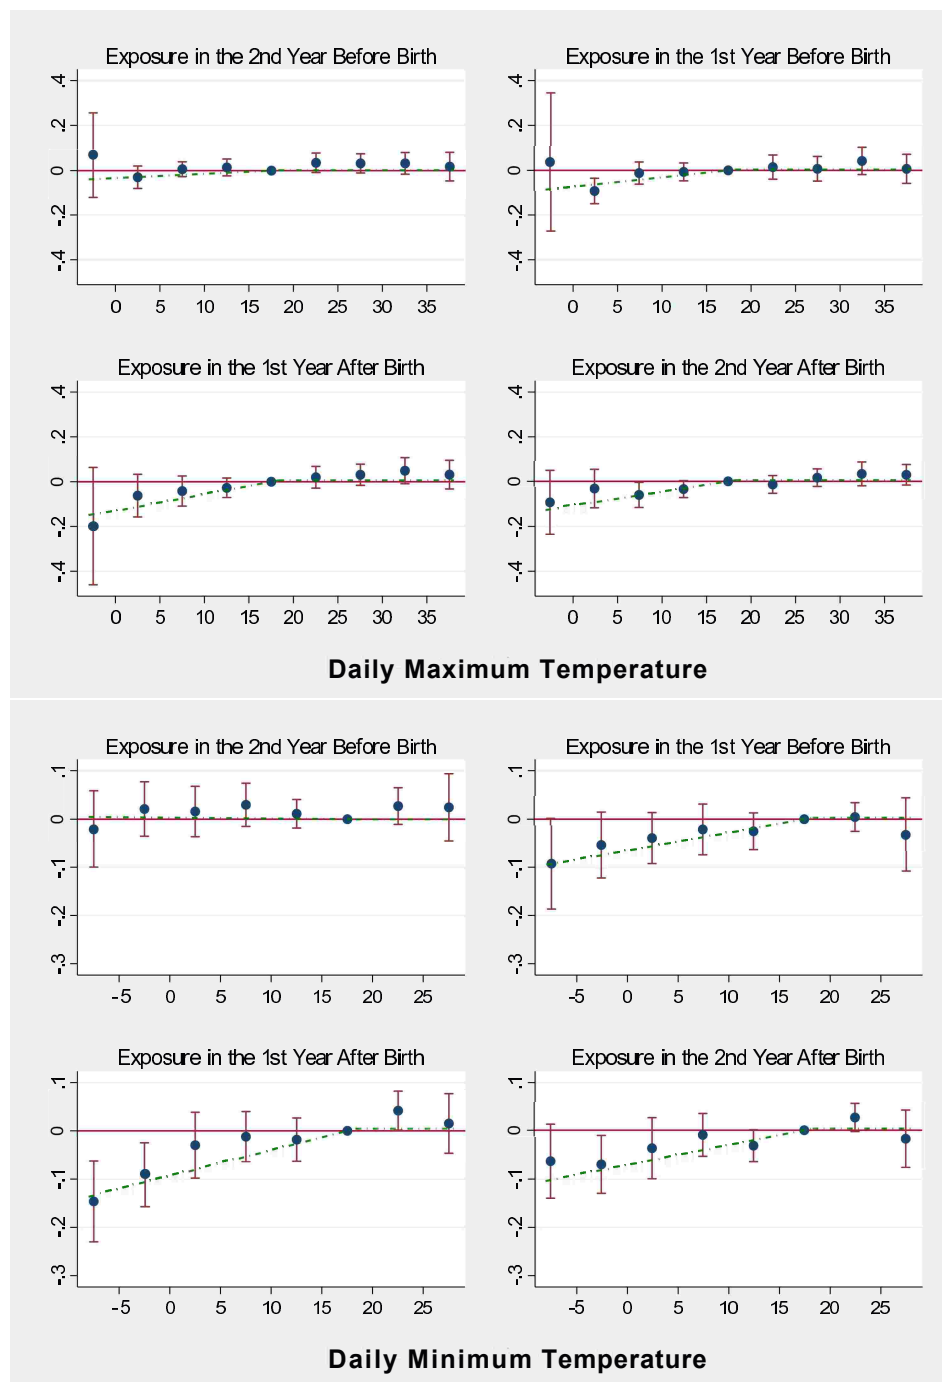 Exposure in the 2nd Year Before Birth
.4
.2
0
-.2
-.4
0 5 10 15 20 25 30 35
Exposure in the 1st Year Before Birth
.4
.2
0
-.2
-.4
0 5 10 15 20 25 30 35
Exposure in the 1st Year After Birth
.4
.2
0
-.2
-.4
0 5 10 15 20 25 30 35
Exposure in the 2nd Year After Birth
.4
.2
0
-.2
-.4
0 5 10 15 20 25 30 35
Daily Maximum Temperature
Exposure in the 2nd Year Before Birth
.1
0
-.1
-.2
-.3
-5 0 5 10 15 20 25
Exposure in the 1st Year Before Birth
.1
0
-.1
-.2
-.3
-5 0 5 10 15 20 25
Exposure in the 1st Year After Birth
.1
0
-.1
-.2
-.3
-5 0 5 10 15 20 25
Exposure in the 2nd Year After Birth
.1
0
-.1
-.2
-.3
-5 0 5 10 15 20 25
Daily Minimum Temperature